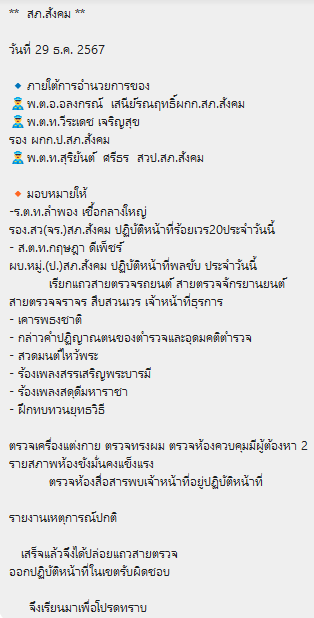 ** สภ.สังคม **
วันที่ 29 ธ.ค. 2567
🔹ภายใต้การอำนวยการของ
👮พ.ต.อ.อลงกรณ์ เสนีย์รณฤทธิ์ผกก.สภ.สังคม
👮พ.ต.ท.วีระเดช เจริญสุข
รอง ผกก.ป.สภ.สังคม
👮พ.ต.ท.สุริยันต์ ศรีธร สวป.สภ.สังคม
🔸มอบหมายให้
-ร.ต.ท.ลำพอง เชื้อกลางใหญ่
รอง.สว(จร.)สภ.สังคม ปฏิบัติหน้าที่ร้อยเวร20ประจำวันนี้
- ส.ต.ท.กฤษฎา ดีเพ็ชร์
ผบ.หมู่.(ป.)สภ.สังคม ปฏิบัติหน้าที่พลขับ ประจำวันนี้
เรียกแถวสายตรวจรถยนต์ สายตรวจจักรยานยนต์
สายตรวจจราจร สืบสวนเวร เจ้าหน้าที่ธุรการ
- เคารพธงชาติ
- กล่าวคำปฏิญาณตนของตำรวจและอุดมคติตำรวจ
- สวดมนต์ไหว้พระ
- ร้องเพลงสรรเสริญพระบารมี
- ร้องเพลงสดุดีมหาราชา
- ฝึกทบทวนยุทธวิธี
ตรวจเครื่องแต่งกาย ตรวจทรงผม ตรวจห้องควบคุมมีผู้ต้องหา 2
รายสภาพห้องขังมั่นคงแข็งแรง
ตรวจห้องสื่อสารพบเจ้าหน้าที่อยู่ปฏิบัติหน้าที่
รายงานเหตุการณ์ปกติ
เสร็จแล้วจึงได้ปล่อยแถวสายตรวจ
ออกปฏิบัติหน้าที่ในเขตรับผิดชอบ
จึงเรียนมาเพื่อโปรดทราบ